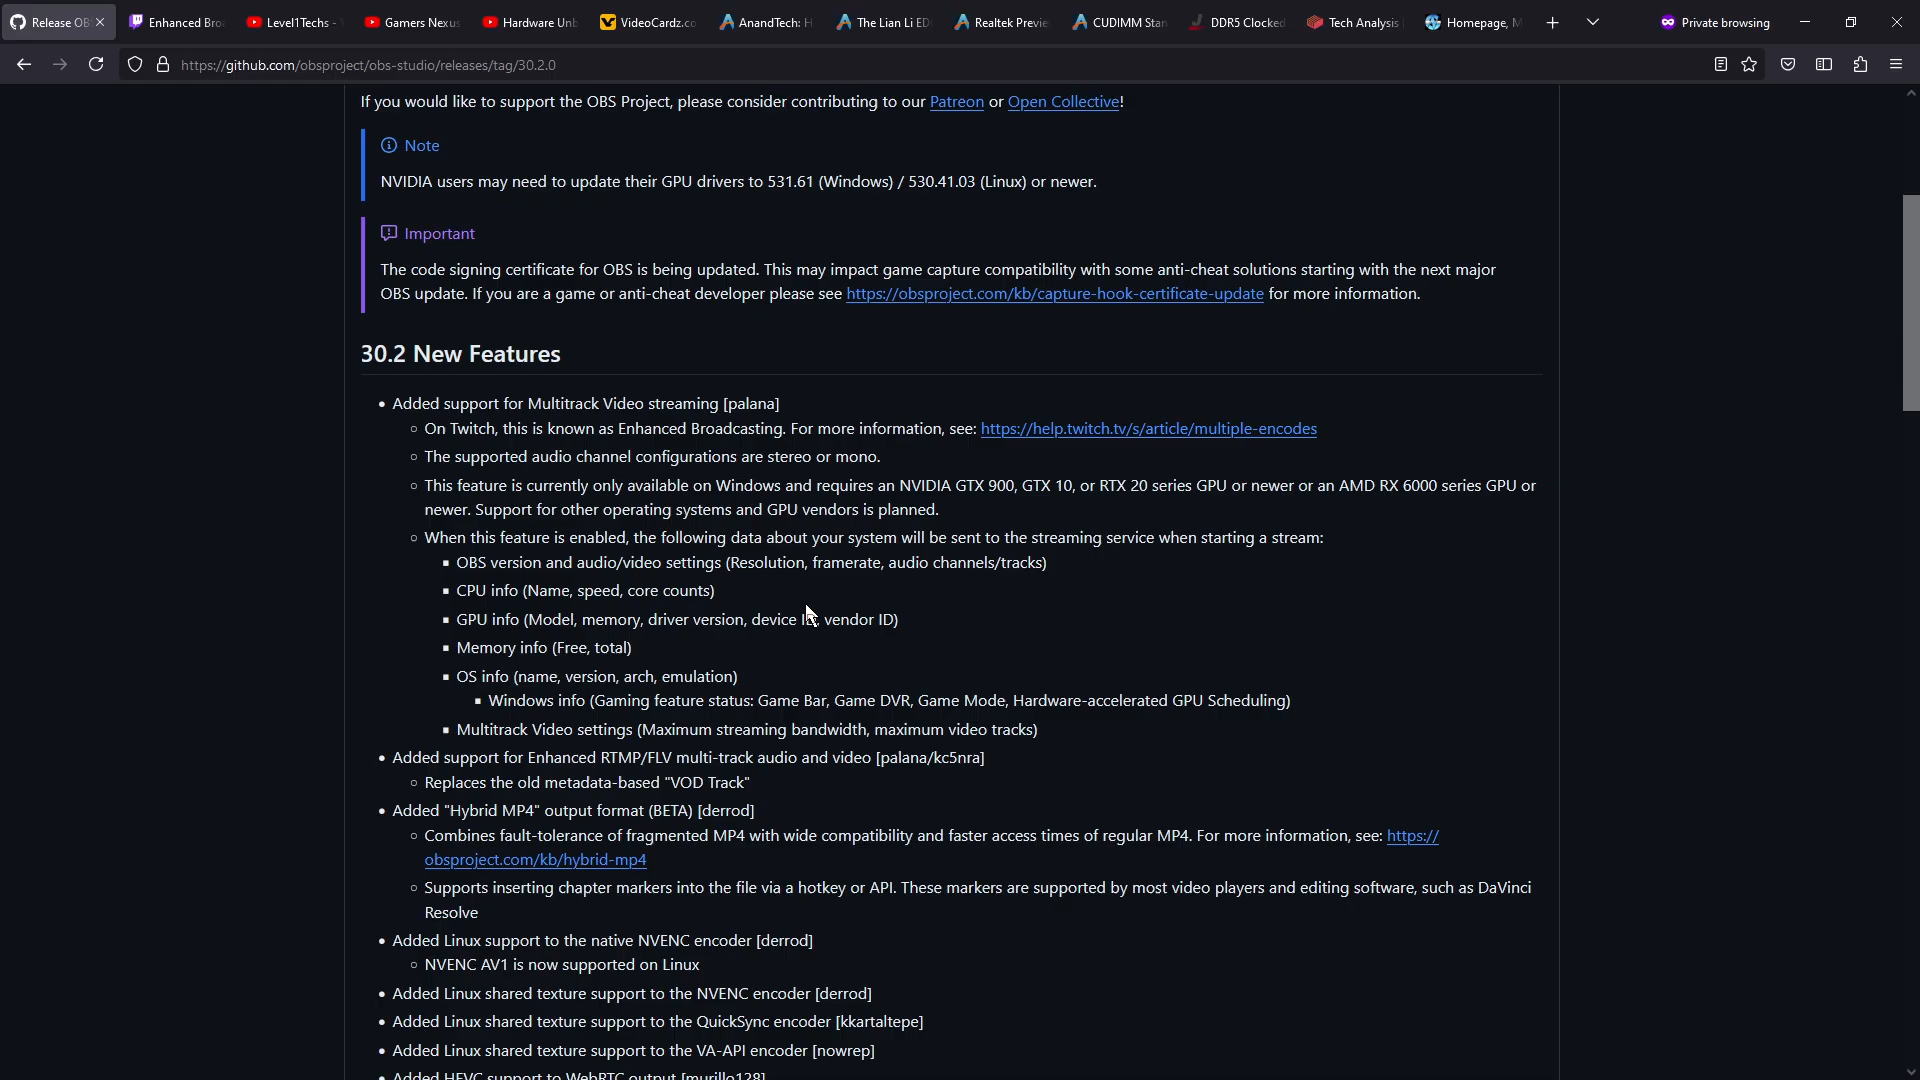 Release OB
Enhanced Bro
Level1Techs -
Gamers Nexus
Hardware Unb
VideoCardz.co
AnandTech: H
The Lian Li ED
Realtek Previe
CUDIMM Stan
DDR5 Clocked
Tech Analysis
Homepage, M
Private browsing
https://github.com/obsproject/obs-studio/releases/tag/30.2.0
If you would like to support the OBS Project, please consider contributing to our Patreon or Open Collective!
Note
NVIDIA users may need to update their GPU drivers to 531.61 (Windows) / 530.41.03 (Linux) or newer.
Important
The code signing certificate for OBS is being updated. This may impact game capture compatibility with some anti-cheat solutions starting with the next major
OBS update. If you are a game or anti-cheat developer please see https://obsproject.com/kb/capture-hook-certificate-update for more information.
30.2 New Features
• Added support for Multitrack Video streaming [palana]
◦ On Twitch, this is known as Enhanced Broadcasting. For more information, see: https://help.twitch.tv/s/article/multiple-encodes
◦ The supported audio channel configurations are stereo or mono.
◦ This feature is currently only available on Windows and requires an NVIDIA GTX 900, GTX 10, or RTX 20 series GPU or newer or an AMD RX 6000 series GPU or
newer. Support for other operating systems and GPU vendors is planned.
◦ When this feature is enabled, the following data about your system will be sent to the streaming service when starting a stream:
▪ OBS version and audio/video settings (Resolution, framerate, audio channels/tracks)
▪ CPU info (Name, speed, core counts)
▪ GPU info (Model, memory, driver version, device ID, vendor ID)
▪ Memory info (Free, total)
▪ OS info (name, version, arch, emulation)
▪ Windows info (Gaming feature status: Game Bar, Game DVR, Game Mode, Hardware-accelerated GPU Scheduling)
▪ Multitrack Video settings (Maximum streaming bandwidth, maximum video tracks)
• Added support for Enhanced RTMP/FLV multi-track audio and video [palana/kc5nra]
◦ Replaces the old metadata-based "VOD Track"
• Added "Hybrid MP4" output format (BETA) [derrod]
◦ Combines fault-tolerance of fragmented MP4 with wide compatibility and faster access times of regular MP4. For more information, see: https://
obsproject.com/kb/hybrid-mp4
◦ Supports inserting chapter markers into the file via a hotkey or API. These markers are supported by most video players and editing software, such as DaVinci
Resolve
• Added Linux support to the native NVENC encoder [derrod]
◦ NVENC AV1 is now supported on Linux
• Added Linux shared texture support to the NVENC encoder [derrod]
• Added Linux shared texture support to the QuickSync encoder [kkartaltepe]
• Added Linux shared texture support to the VA-API encoder [nowrep]
• Added HEVC support to WebRTC output [murillo128]